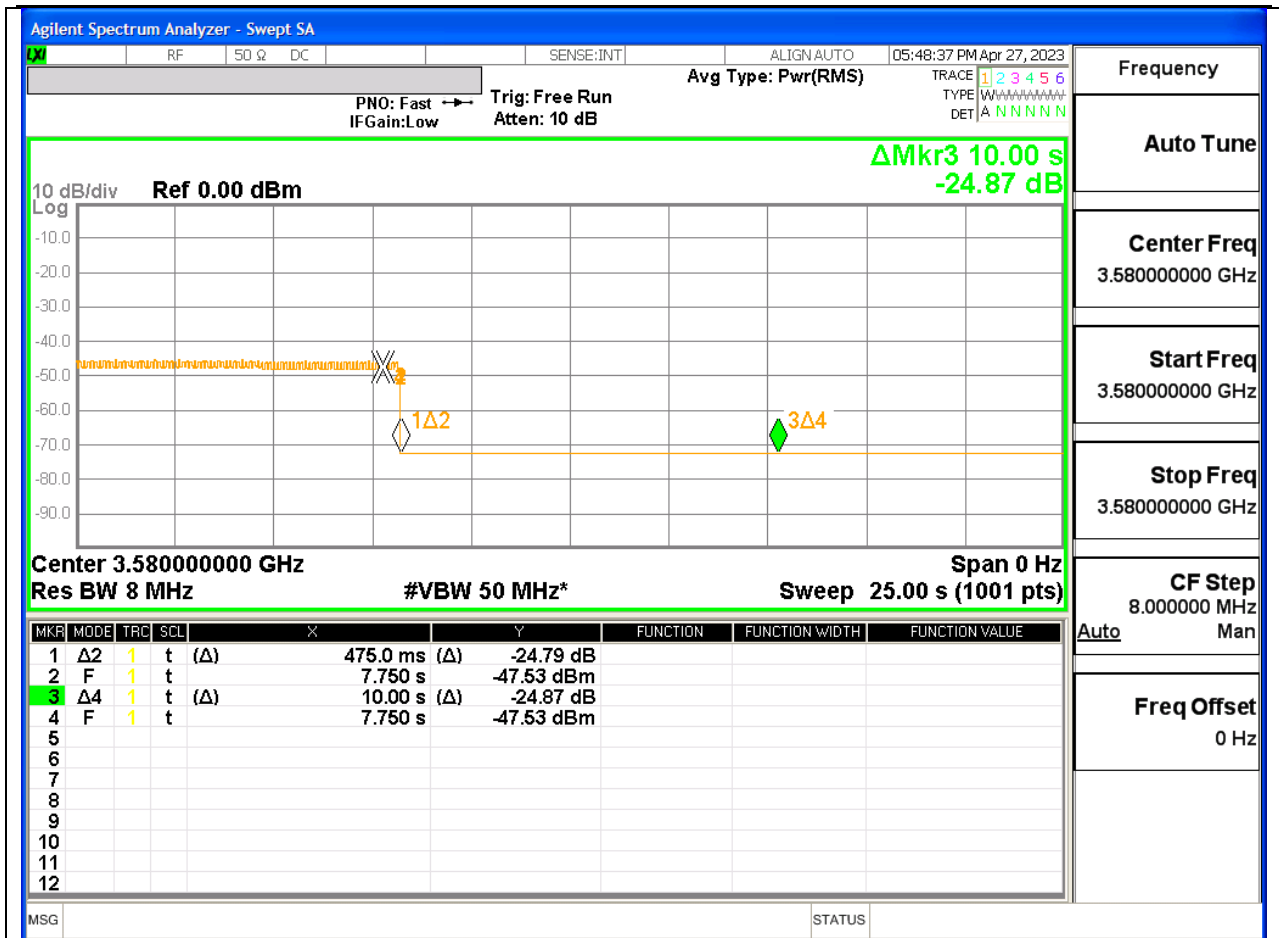 Agilent Spectrum Analyzer - Swept SA
LXI RF 50 Ω DC SENSE:INT ALIGN AUTO 05:48:37 PM Apr 27, 2023
PNO: Fast
IFGain:Low
Trig: Free Run
Atten: 10 dB
Avg Type: Pwr(RMS)
TRACE 1 2 3 4 5 6
TYPE WWWWWW
DET A N N N N N
ΔMkr3 10.00 s
-24.87 dB
10 dB/div Ref 0.00 dBm
Log
-10.0
-20.0
-30.0
-40.0
-50.0
-60.0
-70.0
-80.0
-90.0
1Δ2
3Δ4
Center 3.580000000 GHz Span 0 Hz
Res BW 8 MHz #VBW 50 MHz* Sweep 25.00 s (1001 pts)
MKR MODE TRC SCL X Y FUNCTION FUNCTION WIDTH FUNCTION VALUE
1 Δ2 1 t (Δ) 475.0 ms (Δ) -24.79 dB
2 F 1 t 7.750 s -47.53 dBm
3 Δ4 1 t (Δ) 10.00 s (Δ) -24.87 dB
4 F 1 t 7.750 s -47.53 dBm
5
6
7
8
9
10
11
12
MSG STATUS
Frequency
Auto Tune
Center Freq
3.580000000 GHz
Start Freq
3.580000000 GHz
Stop Freq
3.580000000 GHz
CF Step
8.000000 MHz
Auto Man
Freq Offset
0 Hz